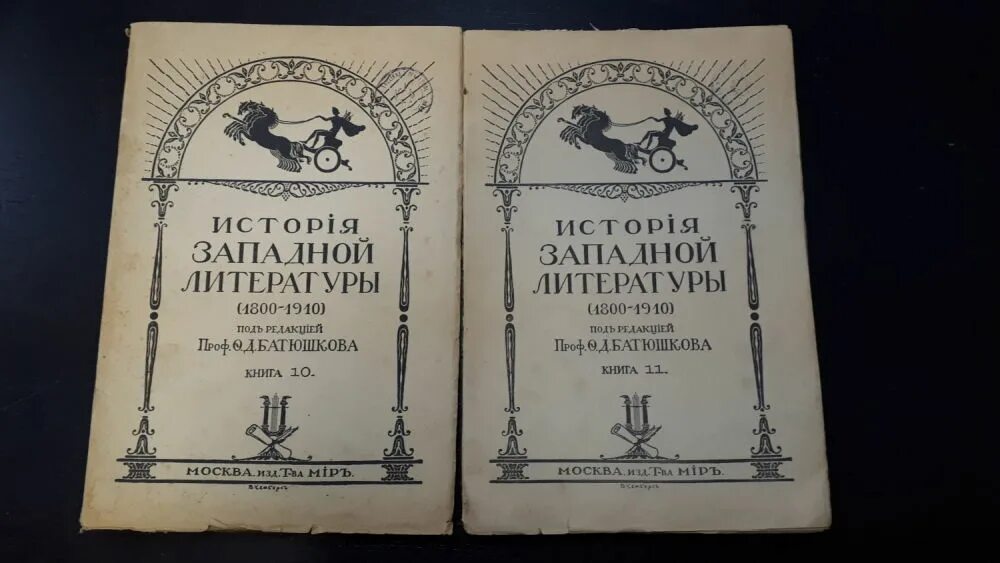 ИСТОРІЯ
ЗАПАДНОЙ
ЛИТЕРАТУРЫ
(1800-1910)
ПОДЪ РЕДАКЦІЕЙ
ПРОФ. Ѳ.Д.БАТЮШКОВА
КНИГА 10.
МОСКВА. ИЗД. Т-ВА МІРЪ.
ИСТОРІЯ
ЗАПАДНОЙ
ЛИТЕРАТУРЫ
(1800-1910)
ПОДЪ РЕДАКЦІЕЙ
ПРОФ. Ѳ.Д.БАТЮШКОВА
КНИГА 11.
МОСКВА. ИЗД. Т-ВА МІРЪ.